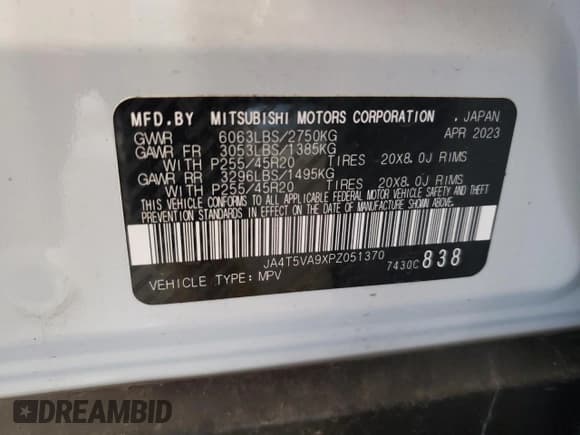 MFD.BY MITSUBISHI MOTORS CORPORATION , JAPAN
GVWR 6063LBS/2750KG APR 2023
GAWR FR 3053LBS/1385KG
WITH P255/45R20 TIRES 20X8.0J RIMS
GAWR RR 3296LBS/1495KG
WITH P255/45R20 TIRES 20X8.0J RIMS
THIS VEHICLE CONFORMS TO ALL APPLICABLE FEDERAL MOTOR VEHICLE SAFETY AND THEFT
PREVENTION STANDARDS IN EFFECT ON THE DATE OF MANUFACTURE SHOWN ABOVE.
JA4T5VA9XPZ051370
VEHICLE TYPE: MPV 7430C 838
DREAMBID